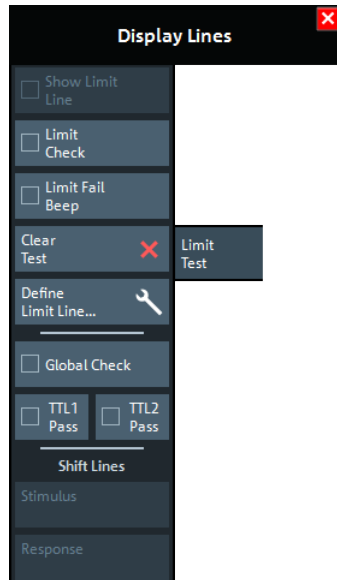 Display Lines
Show Limit
Line
Limit
Check
Limit Fail
Beep
Clear
Test
Limit
Test
Define
Limit Line...
Global Check
TTL1
Pass
TTL2
Pass
Shift Lines
Stimulus
Response